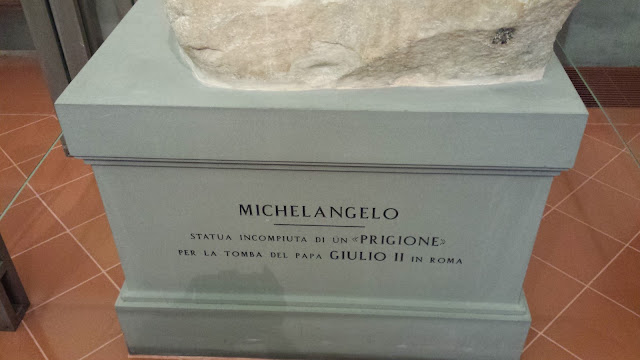 MICHELANGELO
STATUA INCOMPIUTA DI UN «PRIGIONE»
PER LA TOMBA DEL PAPA GIULIO II IN ROMA